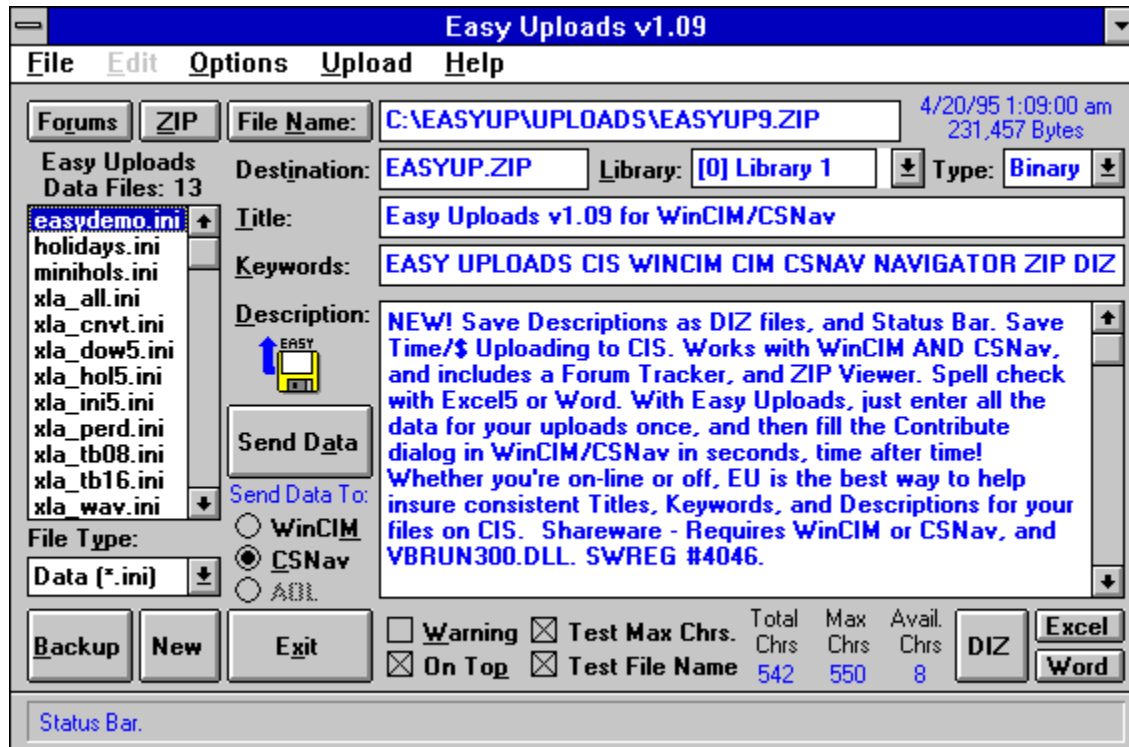 Easy Uploads v1.09
File Edit Options Upload Help
Forums ZIP File Name: C:\EASYUP\UPLOADS\EASYUP9.ZIP
4/20/95 1:09:00 am
231,457 Bytes
Easy Uploads
Data Files: 13
Destination: EASYUP.ZIP Library: [0] Library 1 Type: Binary
easydemo.ini
holidays.ini
minihols.ini
xla_all.ini
xla_cnvt.ini
xla_dow5.ini
xla_hol5.ini
xla_ini5.ini
xla_perd.ini
xla_tb08.ini
xla_tb16.ini
xla_wav.ini
File Type:
Data (*.ini)
Title: Easy Uploads v1.09 for WinCIM/CSNav
Keywords: EASY UPLOADS CIS WINCIM CIM CSNAV NAVIGATOR ZIP DIZ
Description:
EASY
NEW! Save Descriptions as DIZ files, and Status Bar. Save
Time/$ Uploading to CIS. Works with WinCIM AND CSNav,
and includes a Forum Tracker, and ZIP Viewer. Spell check
with Excel5 or Word. With Easy Uploads, just enter all the
data for your uploads once, and then fill the Contribute
dialog in WinCIM/CSNav in seconds, time after time!
Whether you're on-line or off, EU is the best way to help
insure consistent Titles, Keywords, and Descriptions for your
files on CIS.  Shareware - Requires WinCIM or CSNav, and
VBRUN300.DLL. SWREG #4046.
Send Data
Send Data To:
WinCIM
CSNav
AOL
Backup New Exit
Warning Test Max Chrs.
On Top Test File Name
Total Chrs 542
Max Chrs 550
Avail. Chrs 8
DIZ
Excel
Word
Status Bar.